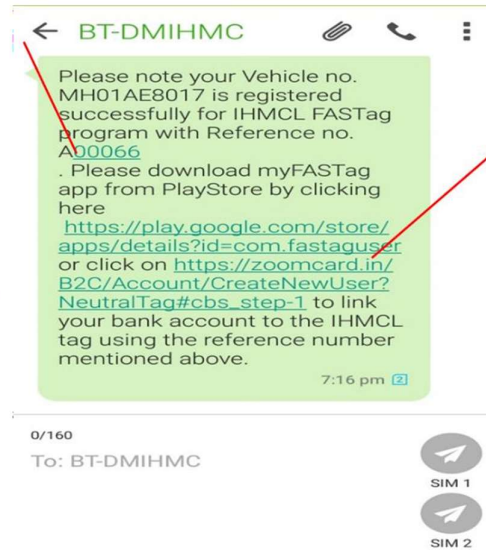 BT-DMIHMC
Please note your Vehicle no.
MH01AE8017 is registered
successfully for IHMCL FASTag
program with Reference no.
A00066
. Please download myFASTag
app from PlayStore by clicking
here
https://play.google.com/store/
apps/details?id=com.fastaguser
or click on https://zoomcard.in/
B2C/Account/CreateNewUser?
NeutralTag#cbs_step-1 to link
your bank account to the IHMCL
tag using the reference number
mentioned above.
7:16 pm 2
0/160
To: BT-DMIHMC
SIM 1
SIM 2